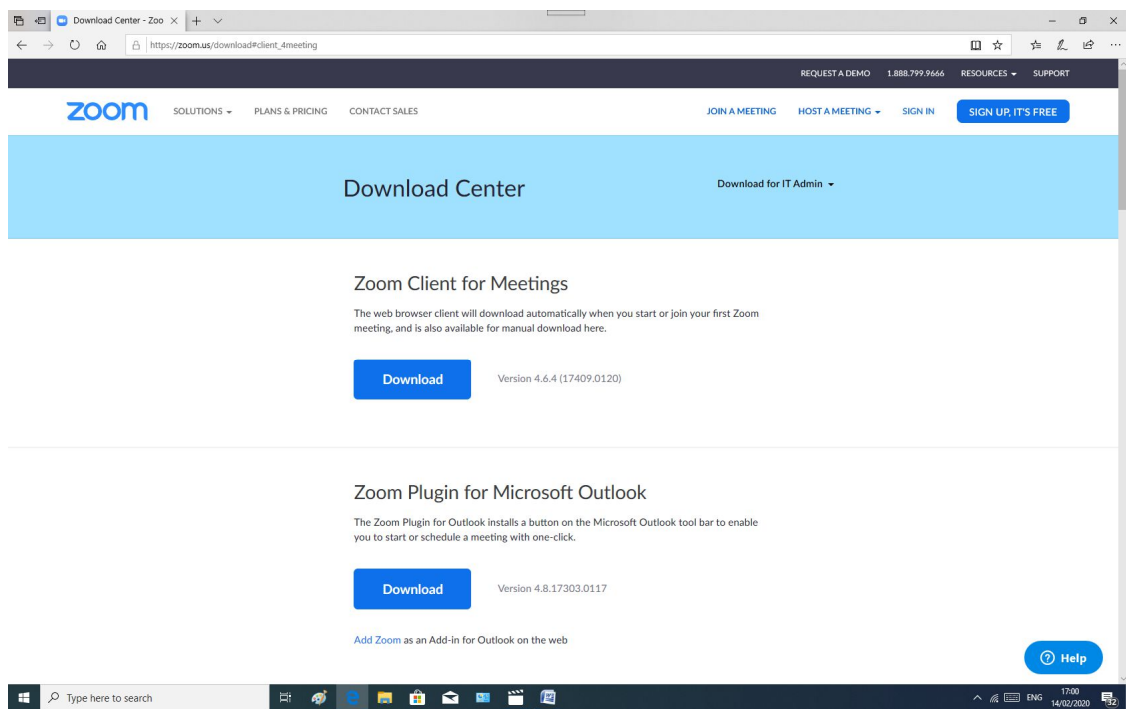 Download Center - Zoo
https://zoom.us/download#client_4meeting
REQUEST A DEMO 1.888.799.9666 RESOURCES SUPPORT
zoom SOLUTIONS PLANS & PRICING CONTACT SALES JOIN A MEETING HOST A MEETING SIGN IN SIGN UP, IT'S FREE
Download Center Download for IT Admin
Zoom Client for Meetings
The web browser client will download automatically when you start or join your first Zoom
meeting, and is also available for manual download here.
Download Version 4.6.4 (17409.0120)
Zoom Plugin for Microsoft Outlook
The Zoom Plugin for Outlook installs a button on the Microsoft Outlook tool bar to enable
you to start or schedule a meeting with one-click.
Download Version 4.8.17303.0117
Add Zoom as an Add-in for Outlook on the web
Help
Type here to search ENG 17:00
14/02/2020 32